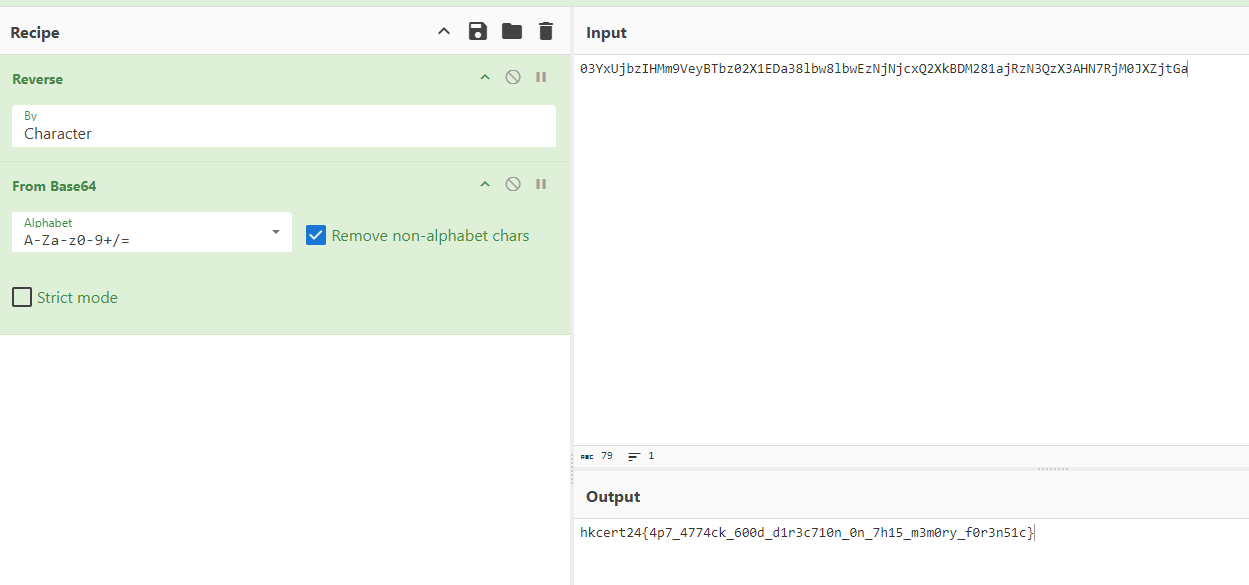 Recipe
Reverse
By
Character
From Base64
Alphabet
A-Za-z0-9+/=
Remove non-alphabet chars
Strict mode
Input
03YxUjbzIHMm9VeyBTbz02X1EDa38lbw8lbwEzNjNjcxQ2XkBDM281ajRzN3QzX3AHN7RjM0JXZjtGa
ABC 79 1
Output
hkcert24{4p7_4774ck_600d_d1r3c710n_0n_7h15_m3m0ry_f0r3n51c}